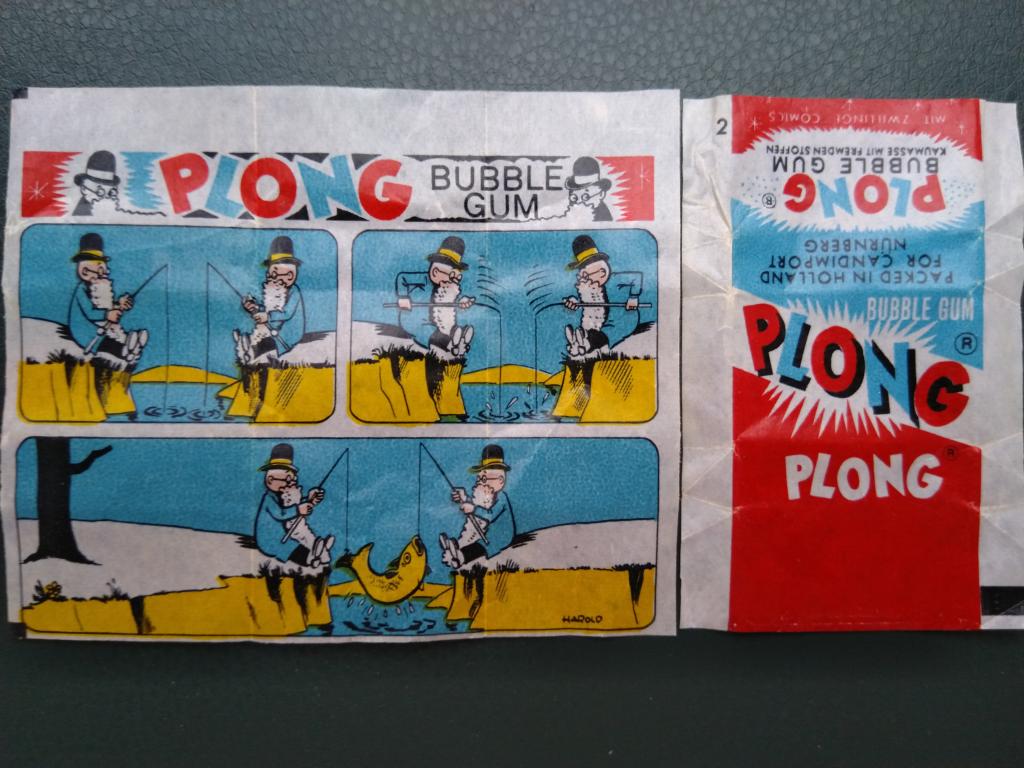 PLONG
BUBBLE
GUM
HAROLD
2
MIT ZWILLINGI COMICS
KAUMASSE MIT FREMDEN STOFFEN
BUBBLE GUM
PLONG ®
PACKED IN HOLLAND
FOR CANDIMPORT
NÜRNBERG
BUBBLE GUM
PLONG ®
PLONG ®